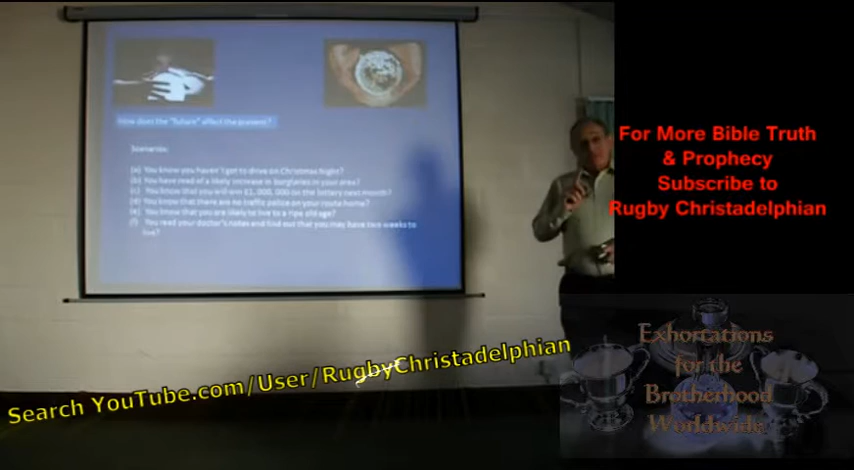 How does the "future" affect the present?
Scenarios:
(a) You know you haven't got to drive on Christmas Night?
(b) You have read of a likely increase in burglaries in your area?
(c) You know that you will win £1, 000, 000 on the lottery next month?
(d) You know that there are no traffic police on your route home?
(e) You know that you are likely to live to a ripe old age?
(f) You read your doctor's notes and find out that you may have two weeks to
live?
For More Bible Truth
& Prophecy
Subscribe to
Rugby Christadelphian
Exhortations
for the
Brotherhood
Worldwide
Search YouTube.com/User/RugbyChristadelphian